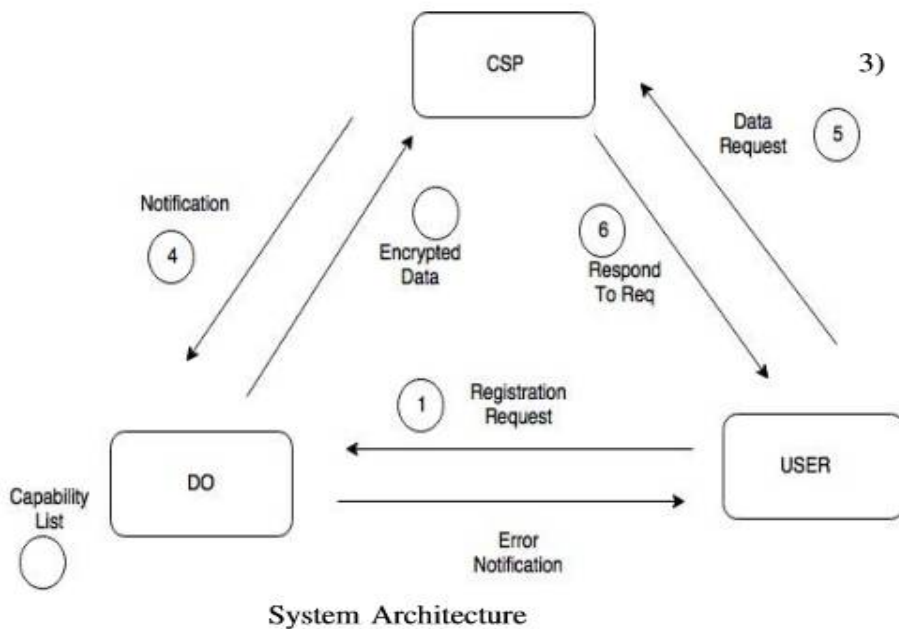 CSP
3)
Data
Request
5
Notification
4
Encrypted
Data
6
Respond
To Req
1
Registration
Request
DO
USER
Capability
List
Error
Notification
System Architecture